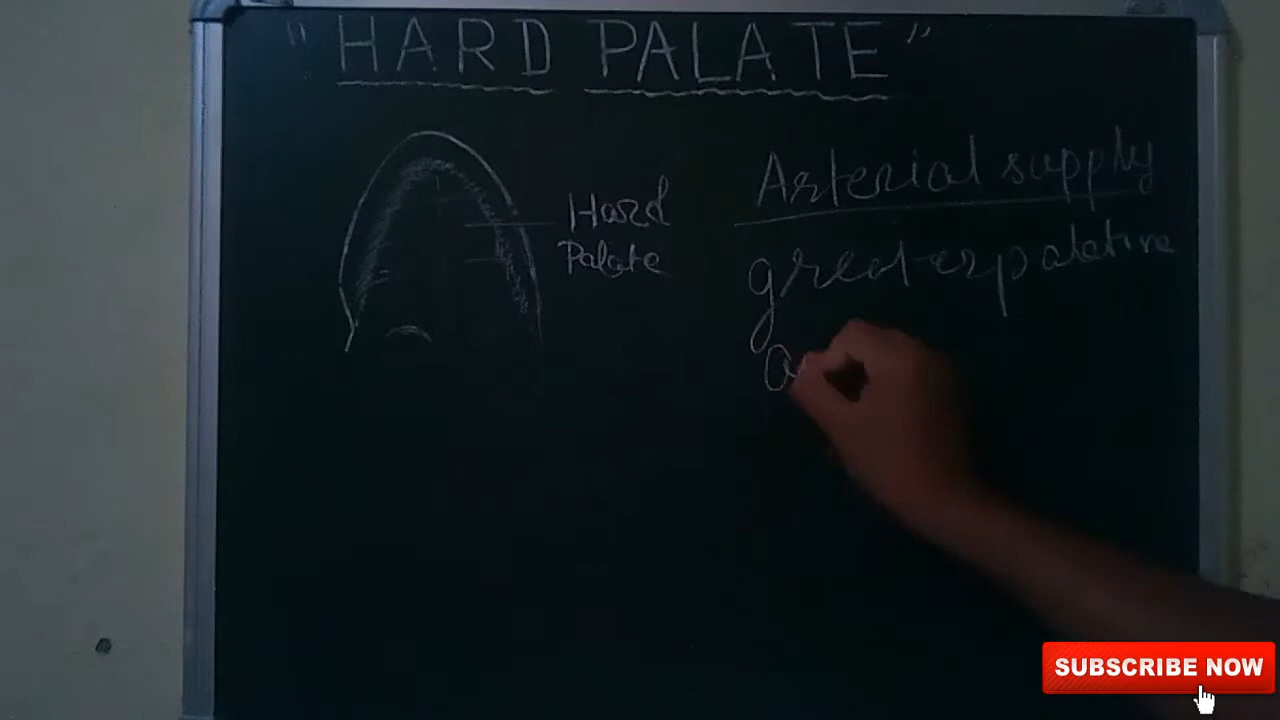 "HARD PALATE"
Hard
Palate
Arterial supply
greater palatine
a
SUBSCRIBE NOW